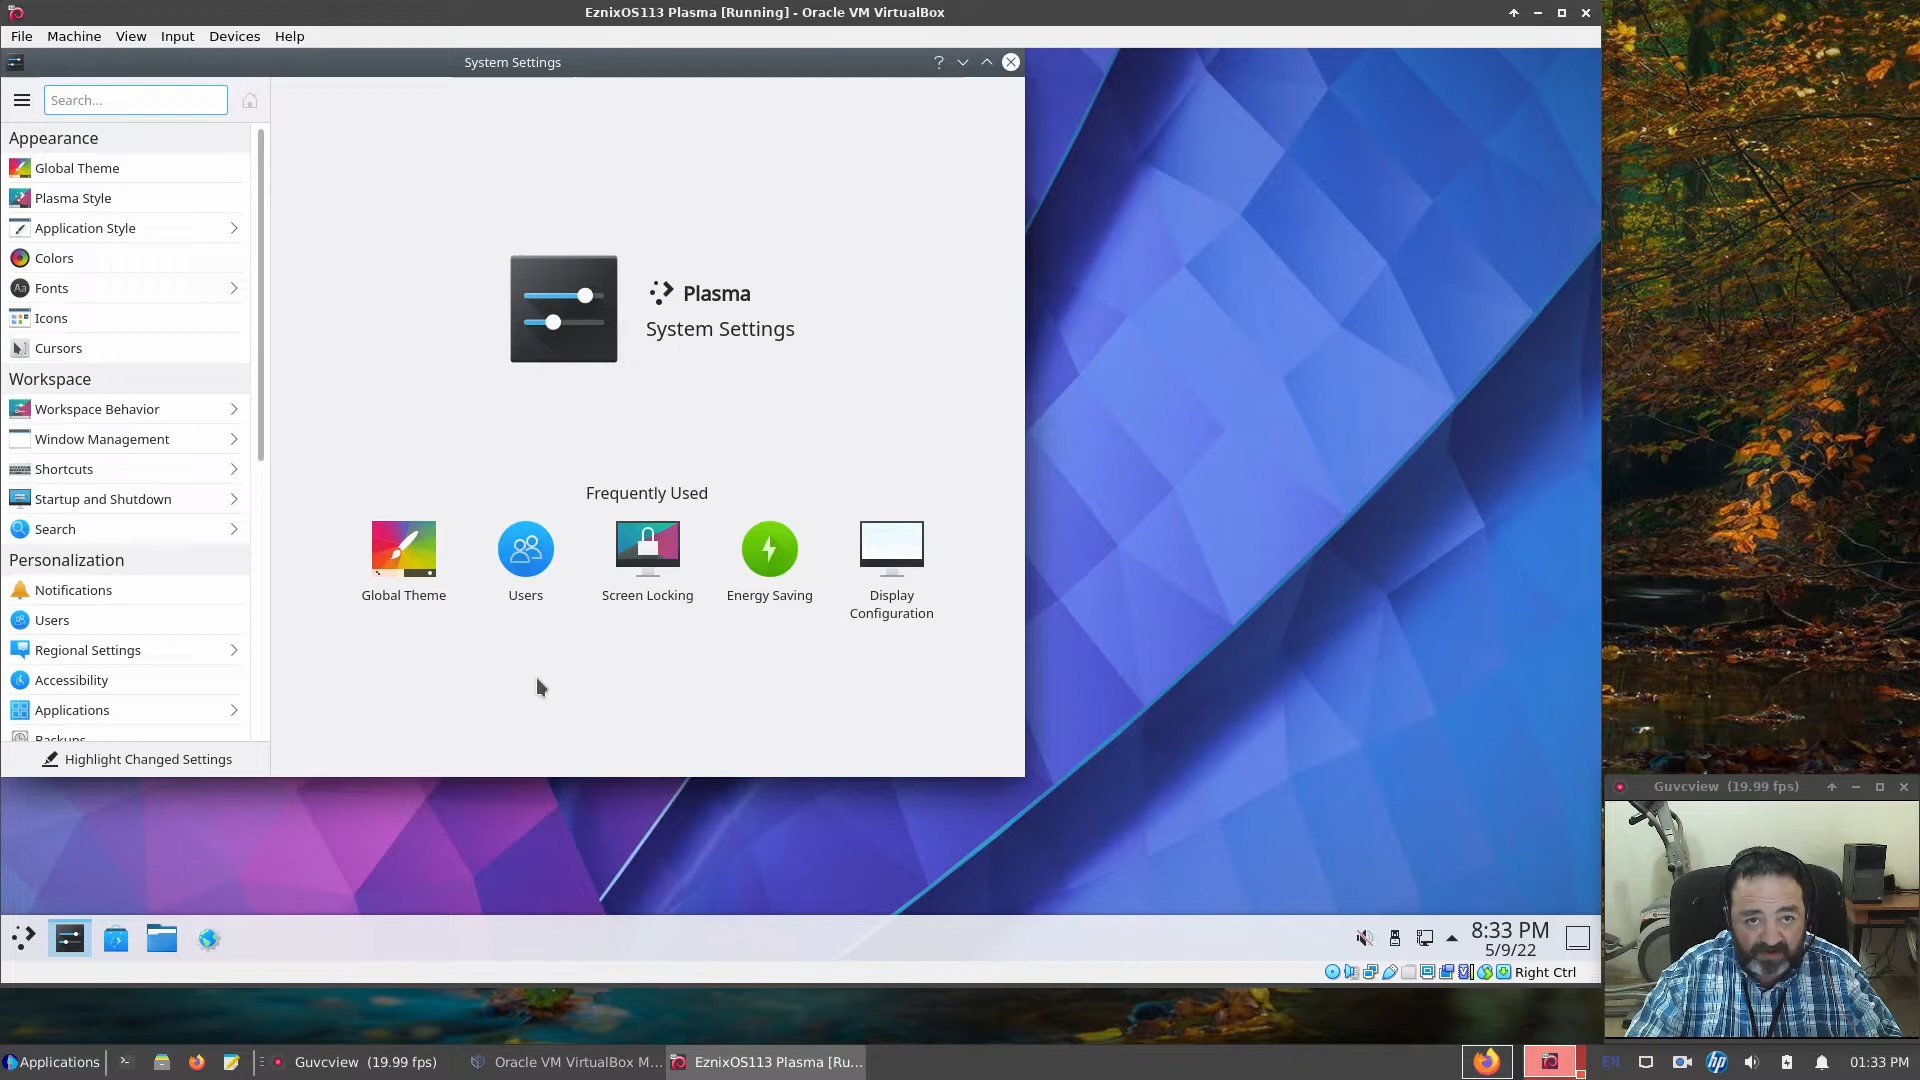 EznixOS113 Plasma [Running] - Oracle VM VirtualBox
File Machine View Input Devices Help
System Settings
Search...
Appearance
Global Theme
Plasma Style
Application Style
Colors
Aa Fonts
Icons
Cursors
Workspace
Workspace Behavior
Window Management
Shortcuts
Startup and Shutdown
Search
Personalization
Notifications
Users
Regional Settings
Accessibility
Applications
Backups
Highlight Changed Settings
Plasma
System Settings
Frequently Used
Global Theme
Users
Screen Locking
Energy Saving
Display
Configuration
8:33 PM
5/9/22
Right Ctrl
Guvcview (19.99 fps)
Applications
Guvcview (19.99 fps)
Oracle VM VirtualBox M...
EznixOS113 Plasma [Ru...
EN
hp
01:33 PM